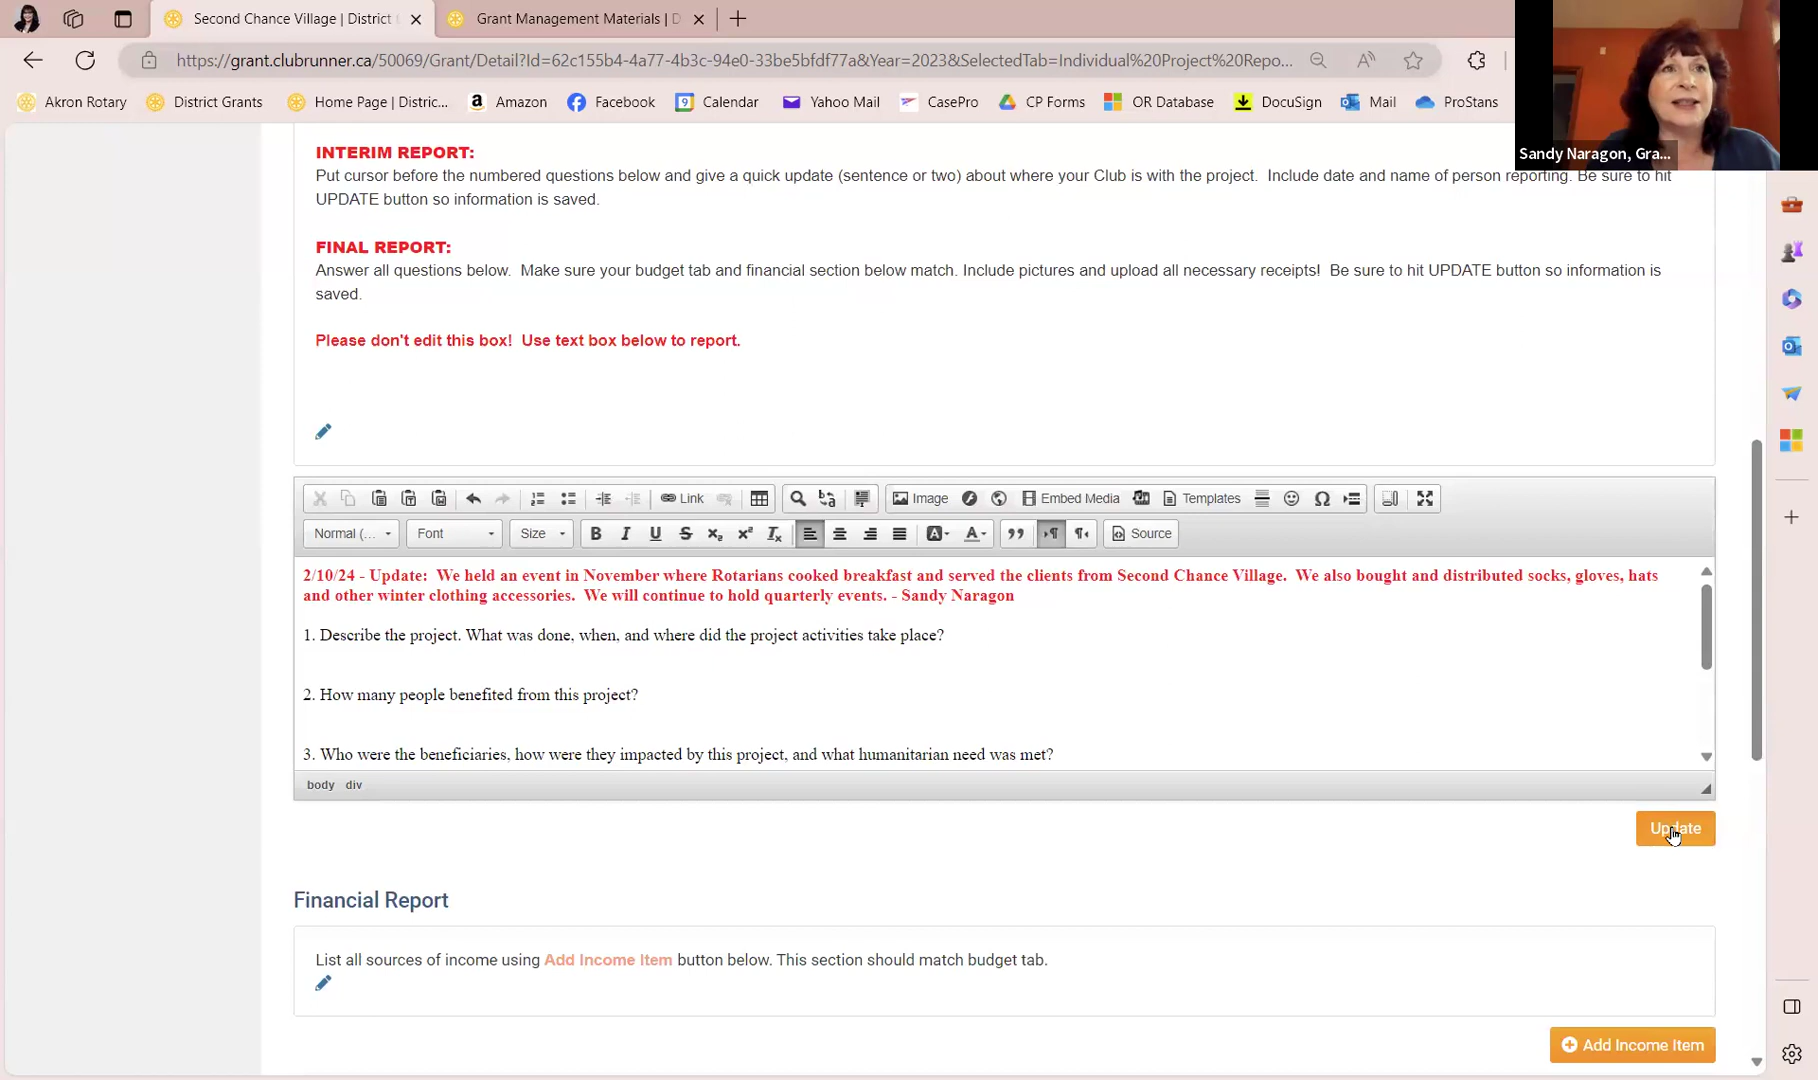 Second Chance Village | District
Grant Management Materials | D
https://grant.clubrunner.ca/50069/Grant/Detail?Id=62c155b4-4a77-4b3c-94e0-33be5bfdf77a&Year=2023&SelectedTab=Individual%20Project%20Repo...
Akron Rotary
District Grants
Home Page | Distric...
Amazon
Facebook
Calendar
Yahoo Mail
CasePro
CP Forms
OR Database
DocuSign
Mail
ProStans
Sandy Naragon, Gra...
INTERIM REPORT:
Put cursor before the numbered questions below and give a quick update (sentence or two) about where your Club is with the project. Include date and name of person reporting. Be sure to hit
UPDATE button so information is saved.
FINAL REPORT:
Answer all questions below. Make sure your budget tab and financial section below match. Include pictures and upload all necessary receipts! Be sure to hit UPDATE button so information is
saved.
Please don't edit this box! Use text box below to report.
Link
Image
Embed Media
Templates
Normal (...
Font
Size
Source
2/10/24 - Update: We held an event in November where Rotarians cooked breakfast and served the clients from Second Chance Village. We also bought and distributed socks, gloves, hats
and other winter clothing accessories. We will continue to hold quarterly events. - Sandy Naragon
1. Describe the project. What was done, when, and where did the project activities take place?
2. How many people benefited from this project?
3. Who were the beneficiaries, how were they impacted by this project, and what humanitarian need was met?
body div
Update
Financial Report
List all sources of income using Add Income Item button below. This section should match budget tab.
Add Income Item